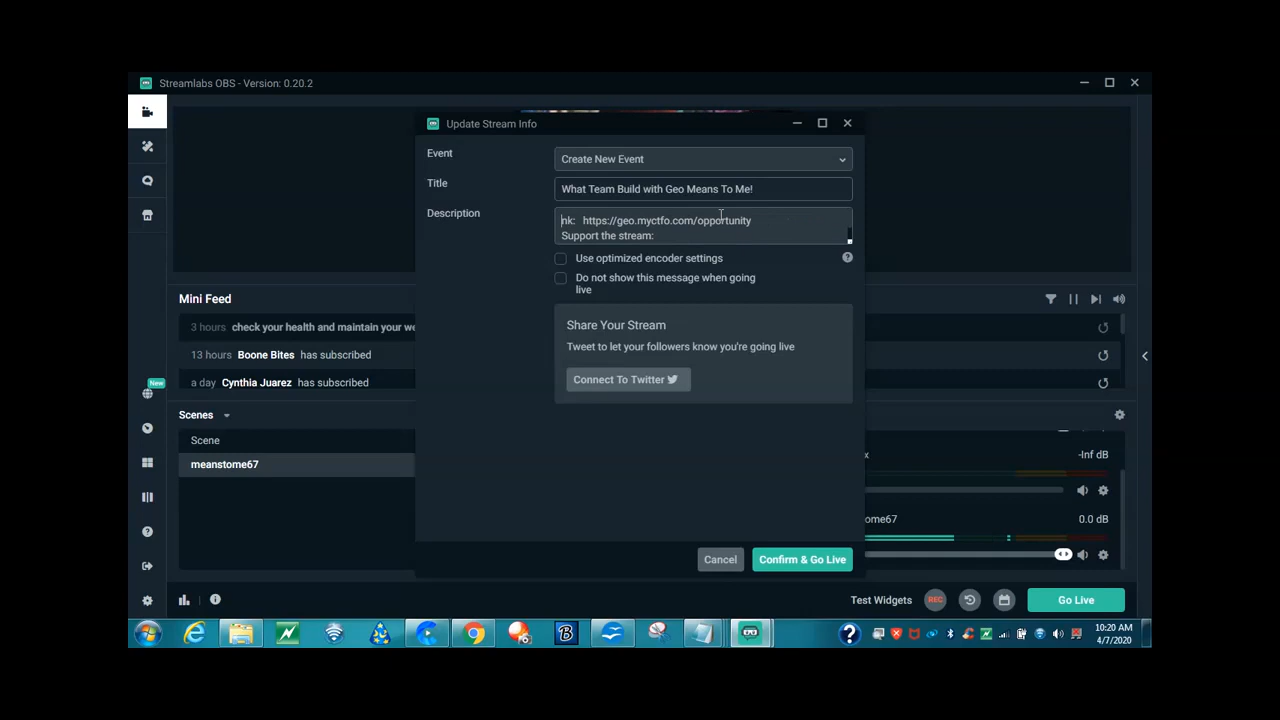 Streamlabs OBS - Version: 0.20.2
Update Stream Info
Event
Create New Event
Title
What Team Build with Geo Means To Me!
Description
nk: https://geo.myctfo.com/opportunity
Support the stream:
Use optimized encoder settings
?
Do not show this message when going
live
Share Your Stream
Tweet to let your followers know you're going live
Connect To Twitter
Cancel
Confirm & Go Live
Mini Feed
3 hours check your health and maintain your we
13 hours Boone Bites has subscribed
a day Cynthia Juarez has subscribed
New
Scenes
Scene
meanstome67
x
-Inf dB
ome67
0.0 dB
Test Widgets
REC
Go Live
10:20 AM
4/7/2020